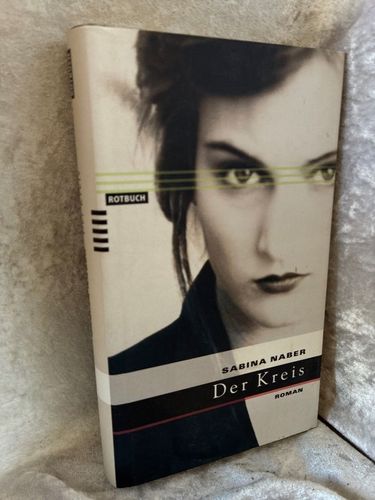 ROTBUCH
SABINA NABER
Der Kreis
ROMAN